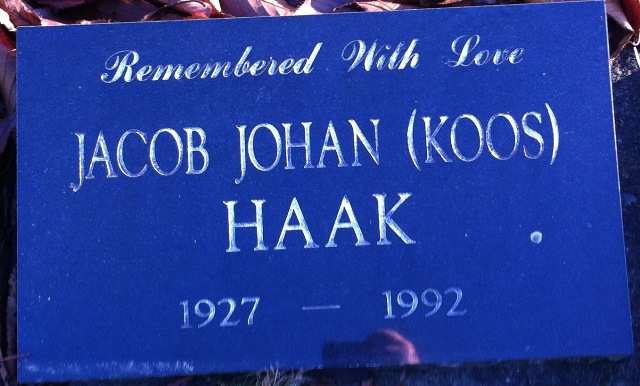 Remembered With Love
JACOB JOHAN (KOOS)
HAAK
1927 — 1992